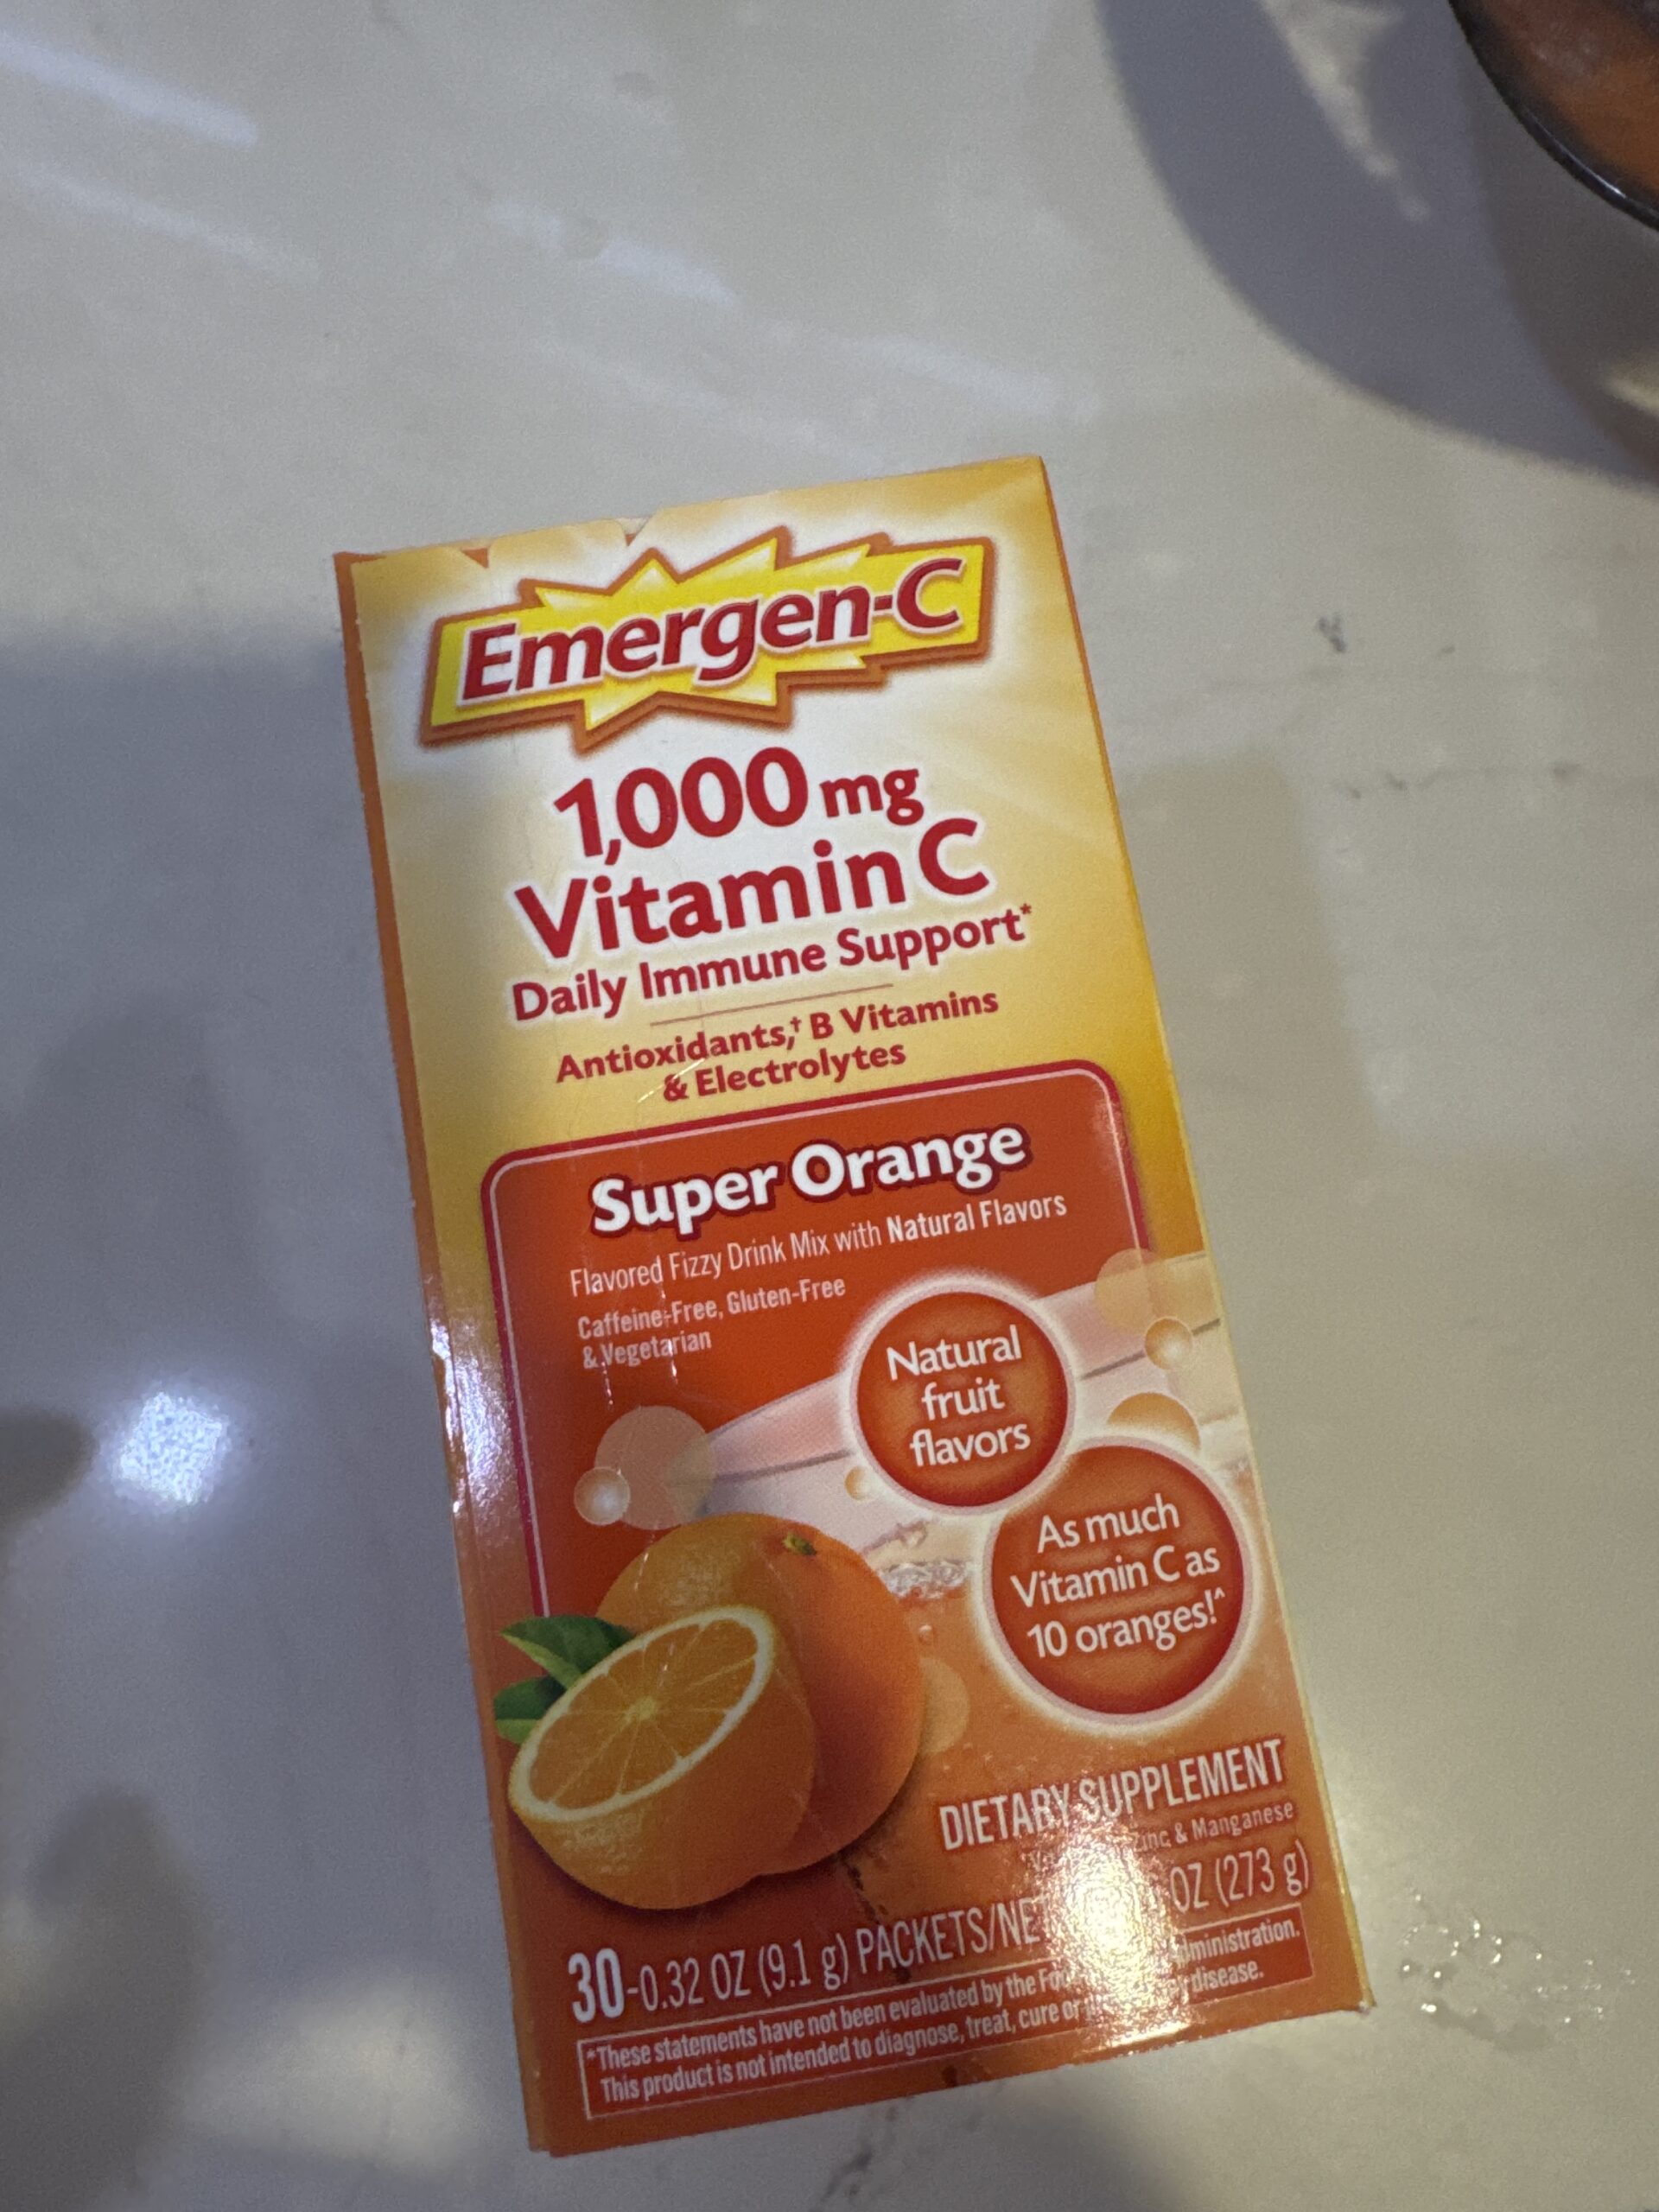 Emergen-C
1,000 mg
Vitamin C
Daily Immune Support*
Antioxidants,† B Vitamins
& Electrolytes
Super Orange
Flavored Fizzy Drink Mix with Natural Flavors
Caffeine-Free, Gluten-Free
& Vegetarian
Natural
fruit
flavors
As much
Vitamin C as
10 oranges!^
DIETARY SUPPLEMENT
Zinc & Manganese
30-0.32 OZ (9.1 g) PACKETS/NET OZ (273 g)
*These statements have not been evaluated by the Food Administration.
This product is not intended to diagnose, treat, cure or disease.